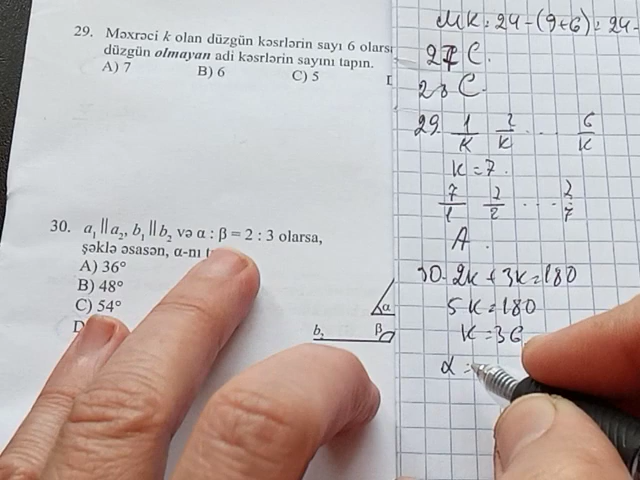 29. Məxrəci k olan düzgün kəsrlərin sayı 6 olarsa
düzgün olmayan adi kəsrlərin sayını tapın.
A) 7 B) 6 C) 5
30. a₁ || a₂, b₁ || b₂ və α : β = 2 : 3 olarsa,
şəklə əsasən, α-nı
A) 36°
B) 48°
C) 54°
D
α
b₂ β
MK = 24 - (9+6) = 24 -
27 C.
28 C.
29. 1/K 2/K ... 6/K
K = 7.
7/1 2/2 ... 2/7
A.
30. 2K + 3K = 180
5K = 180
K = 36
α =